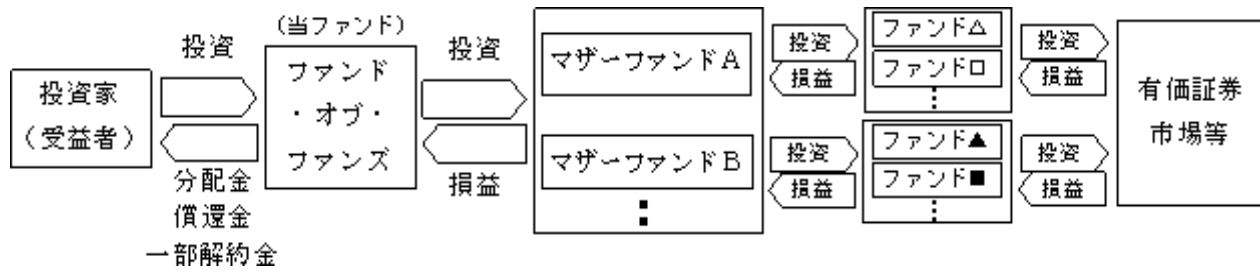 投資家
（受益者）
投資
分配金
償還金
一部解約金
（当ファンド）
ファンド
・オブ・
ファンズ
投資
損益
マザーファンドA
マザーファンドB
投資
損益
ファンド△
ファンド□
投資
損益
投資
損益
ファンド▲
ファンド■
投資
損益
有価証券
市場等